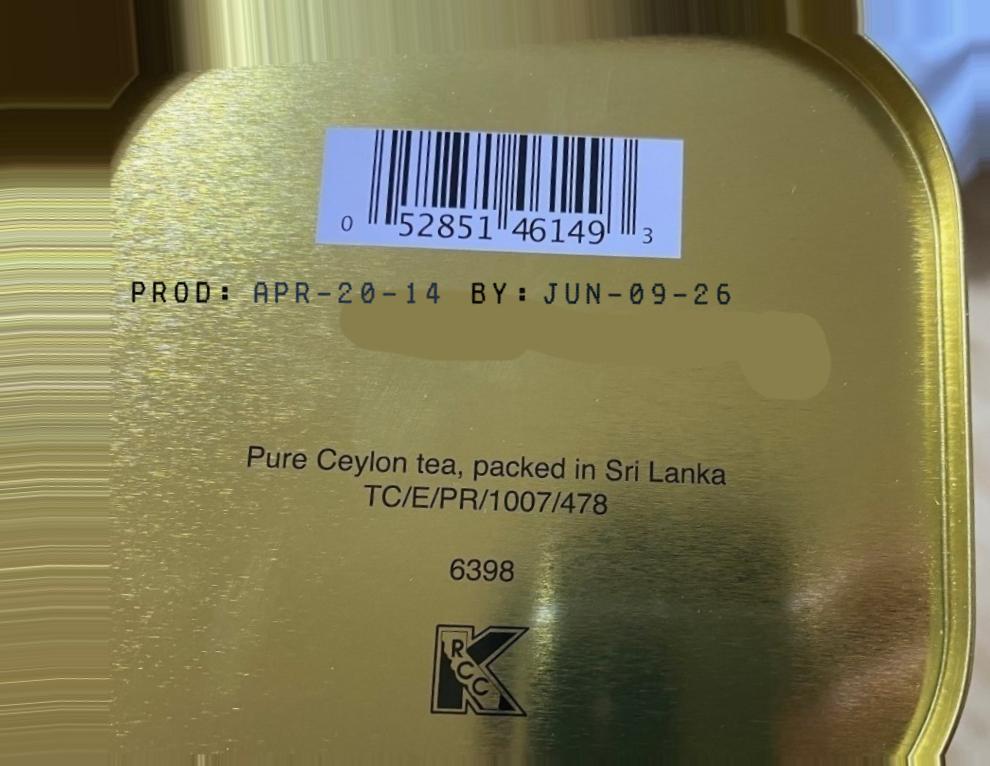 0 52851 46149 3
PROD: APR-20-14 BY: JUN-09-26
Pure Ceylon tea, packed in Sri Lanka
TC/E/PR/1007/478
6398
K RCC